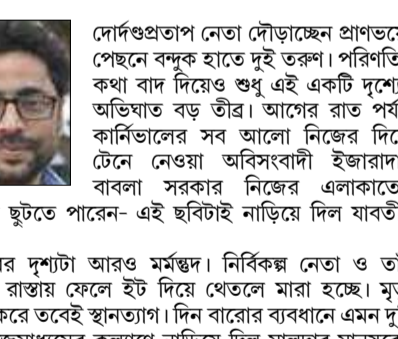 দোর্দণ্ডপ্রতাপ নেতা দৌড়াচ্ছেন প্রাণভয়ে
পেছনে বন্দুক হাতে দুই তরুণ। পরিণতি
কথা বাদ দিয়েও শুধু এই একটি দৃশ্যে
অভিঘাত বড় তীব্র। আগের রাত পর্য
কার্নিভালের সব আলো নিজের দি
টেনে নেওয়া অবিসংবাদী ইজারাদা
বাবলা সরকার নিজের এলাকাতে
ছুটতে পারেন- এই ছবিটাই নাড়িয়ে দিল যাবতী
র দৃশ্যটা আরও মর্মন্তুদ। নির্বিকল্প নেতা ও তাঁ
রাস্তায় ফেলে ইট দিয়ে থেতলে মারা হচ্ছে। মৃ
করে তবেই স্থানত্যাগ। দিন বারোর ব্যবধানে এমন দু